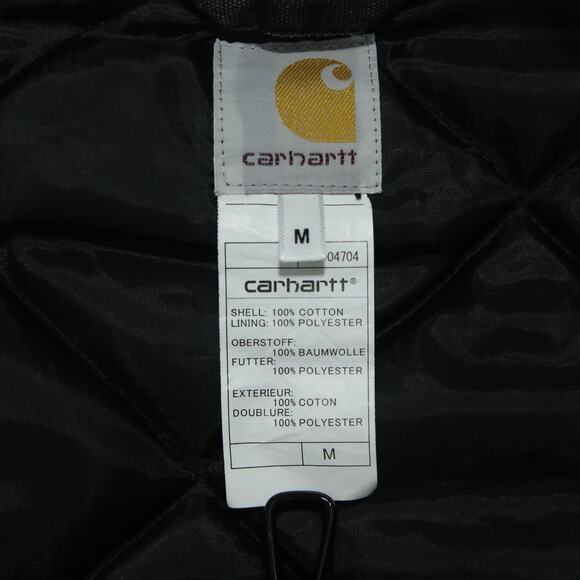 carhartt
M
04704
carhartt®
SHELL: 100% COTTON
LINING: 100% POLYESTER
OBERSTOFF:
100% BAUMWOLLE
FUTTER:
100% POLYESTER
EXTERIEUR:
100% COTON
DOUBLURE:
100% POLYESTER
M